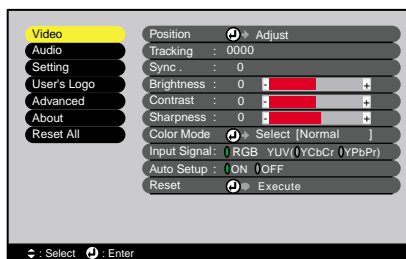 Video
Audio
Setting
User's Logo
Advanced
About
Reset All
Position Adjust
Tracking : 0000
Sync . : 0
Brightness : 0 - +
Contrast : 0 - +
Sharpness : 0 - +
Color Mode Select [Normal ]
Input Signal : RGB YUV( YCbCr YPbPr)
Auto Setup : ON OFF
Reset Execute
: Select : Enter